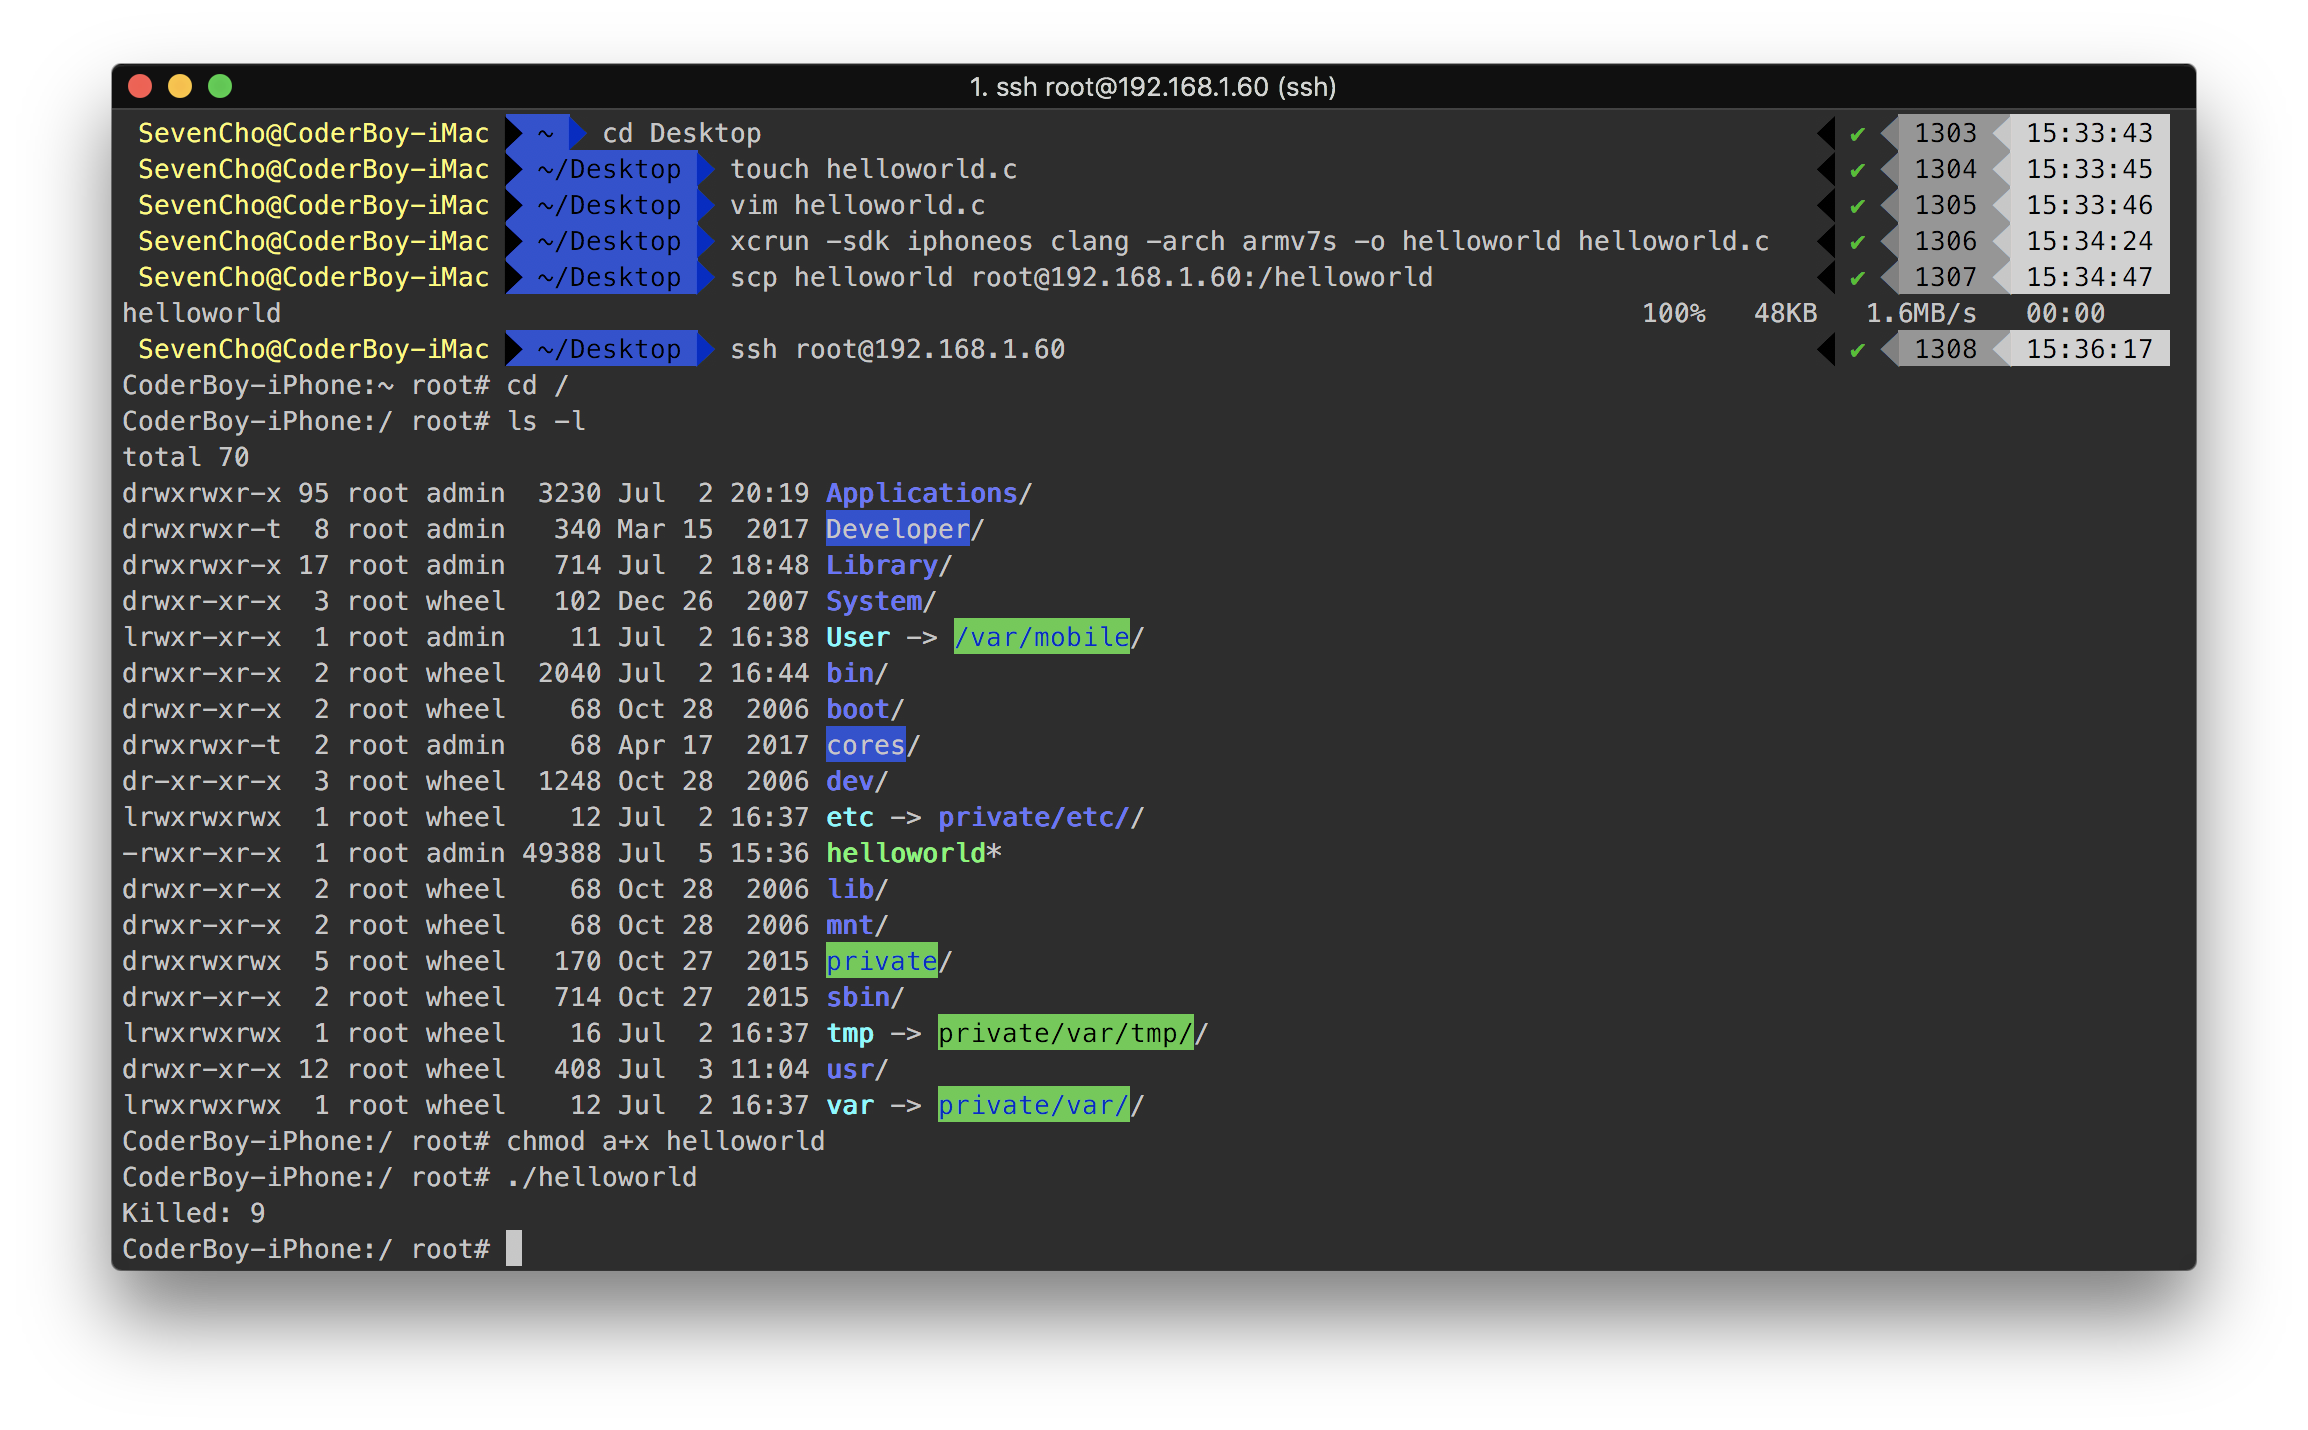 1. ssh root@192.168.1.60 (ssh)
SevenCho@CoderBoy-iMac ~ cd Desktop ✔ 1303 15:33:43
SevenCho@CoderBoy-iMac ~/Desktop touch helloworld.c ✔ 1304 15:33:45
SevenCho@CoderBoy-iMac ~/Desktop vim helloworld.c ✔ 1305 15:33:46
SevenCho@CoderBoy-iMac ~/Desktop xcrun -sdk iphoneos clang -arch armv7s -o helloworld helloworld.c ✔ 1306 15:34:24
SevenCho@CoderBoy-iMac ~/Desktop scp helloworld root@192.168.1.60:/helloworld ✔ 1307 15:34:47
helloworld 100% 48KB 1.6MB/s 00:00
SevenCho@CoderBoy-iMac ~/Desktop ssh root@192.168.1.60 ✔ 1308 15:36:17
CoderBoy-iPhone:~ root# cd /
CoderBoy-iPhone:/ root# ls -l
total 70
drwxrwxr-x 95 root admin  3230 Jul  2 20:19 Applications/
drwxrwxr-t  8 root admin   340 Mar 15  2017 Developer/
drwxrwxr-x 17 root admin   714 Jul  2 18:48 Library/
drwxr-xr-x  3 root wheel   102 Dec 26  2007 System/
lrwxr-xr-x  1 root admin    11 Jul  2 16:38 User -> /var/mobile/
drwxr-xr-x  2 root wheel  2040 Jul  2 16:44 bin/
drwxr-xr-x  2 root wheel    68 Oct 28  2006 boot/
drwxrwxr-t  2 root admin    68 Apr 17  2017 cores/
dr-xr-xr-x  3 root wheel  1248 Oct 28  2006 dev/
lrwxrwxrwx  1 root wheel    12 Jul  2 16:37 etc -> private/etc//
-rwxr-xr-x  1 root admin 49388 Jul  5 15:36 helloworld*
drwxr-xr-x  2 root wheel    68 Oct 28  2006 lib/
drwxr-xr-x  2 root wheel    68 Oct 28  2006 mnt/
drwxrwxrwx  5 root wheel   170 Oct 27  2015 private/
drwxr-xr-x  2 root wheel   714 Oct 27  2015 sbin/
lrwxrwxrwx  1 root wheel    16 Jul  2 16:37 tmp -> private/var/tmp//
drwxr-xr-x 12 root wheel   408 Jul  3 11:04 usr/
lrwxrwxrwx  1 root wheel    12 Jul  2 16:37 var -> private/var//
CoderBoy-iPhone:/ root# chmod a+x helloworld
CoderBoy-iPhone:/ root# ./helloworld
Killed: 9
CoderBoy-iPhone:/ root#